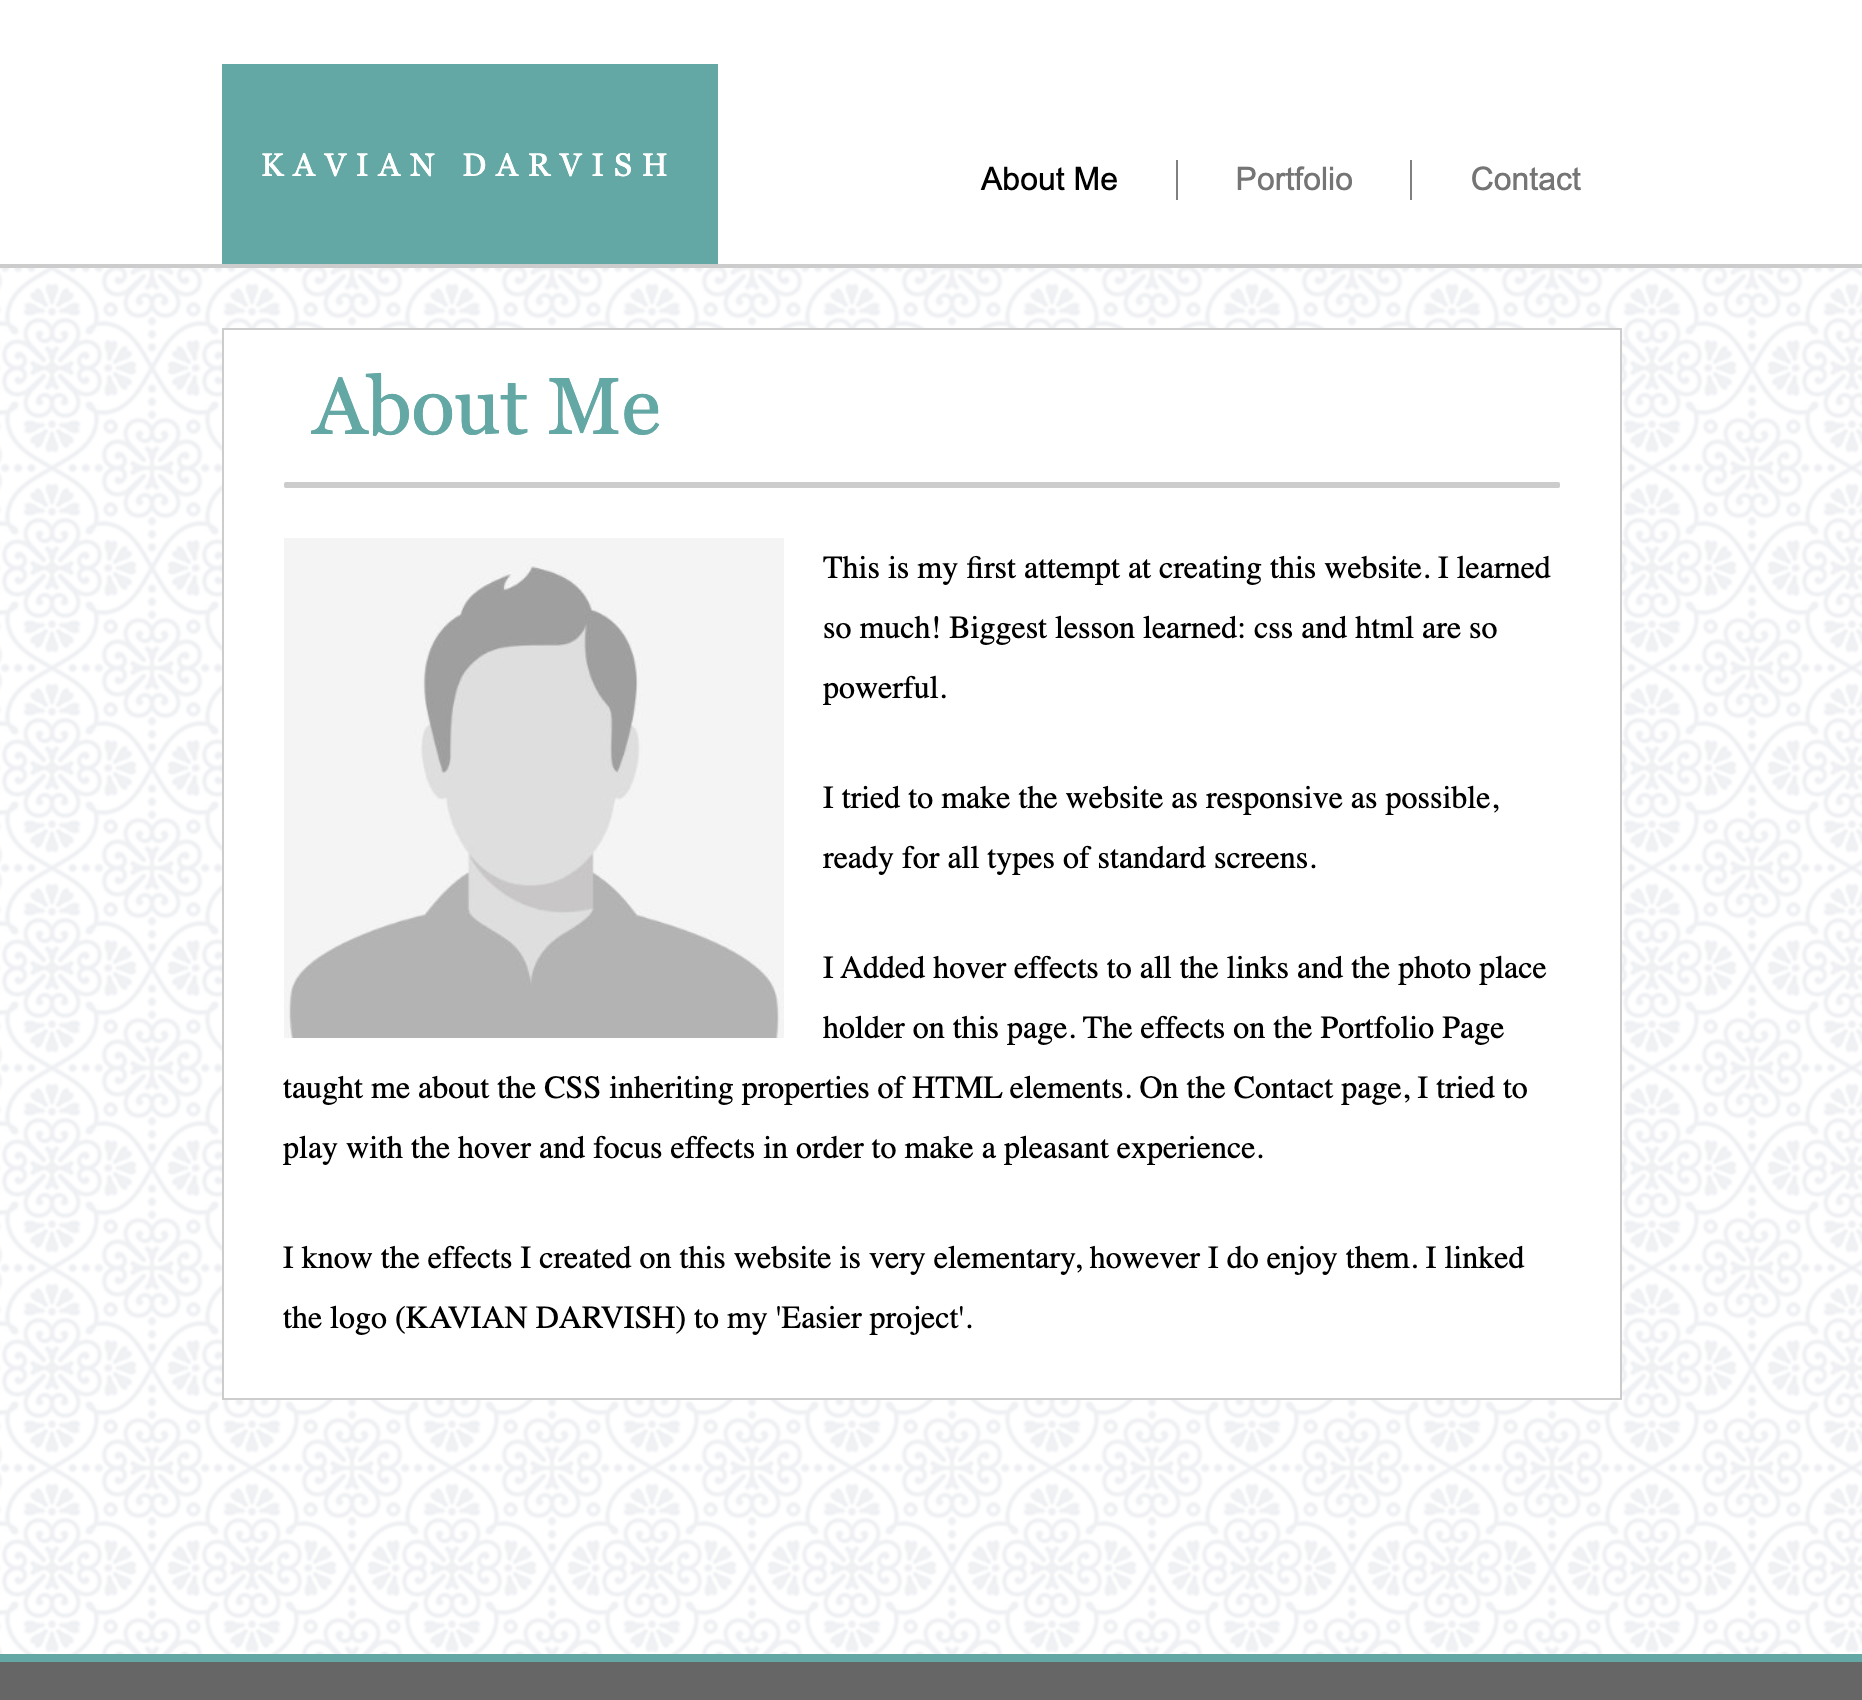 KAVIAN DARVISH
About Me
Portfolio
Contact
About Me
This is my first attempt at creating this website. I learned
so much! Biggest lesson learned: css and html are so
powerful.
I tried to make the website as responsive as possible,
ready for all types of standard screens.
I Added hover effects to all the links and the photo place
holder on this page. The effects on the Portfolio Page
taught me about the CSS inheriting properties of HTML elements. On the Contact page, I tried to
play with the hover and focus effects in order to make a pleasant experience.
I know the effects I created on this website is very elementary, however I do enjoy them. I linked
the logo (KAVIAN DARVISH) to my 'Easier project'.